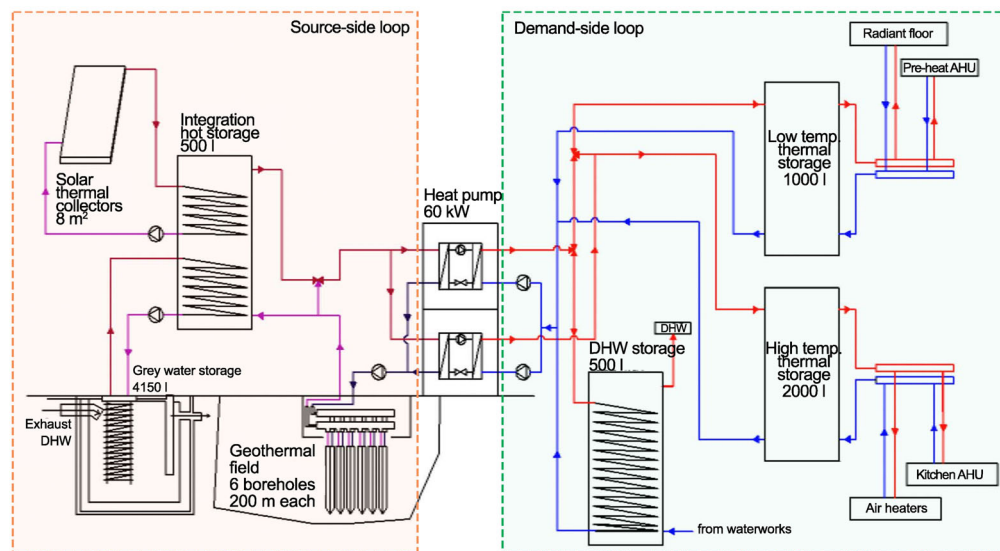 Source-side loop
Demand-side loop
Radiant floor
Pre-heat AHU
Integration
hot storage
500 l
Low temp.
thermal
storage
1000 l
Solar
thermal
collectors
8 m²
Heat pump
60 kW
DHW
High temp.
thermal
storage
2000 l
DHW storage
500 l
Grey water storage
4150 l
Exhaust
DHW
Geothermal
field
6 boreholes
200 m each
Kitchen AHU
Air heaters
from waterworks